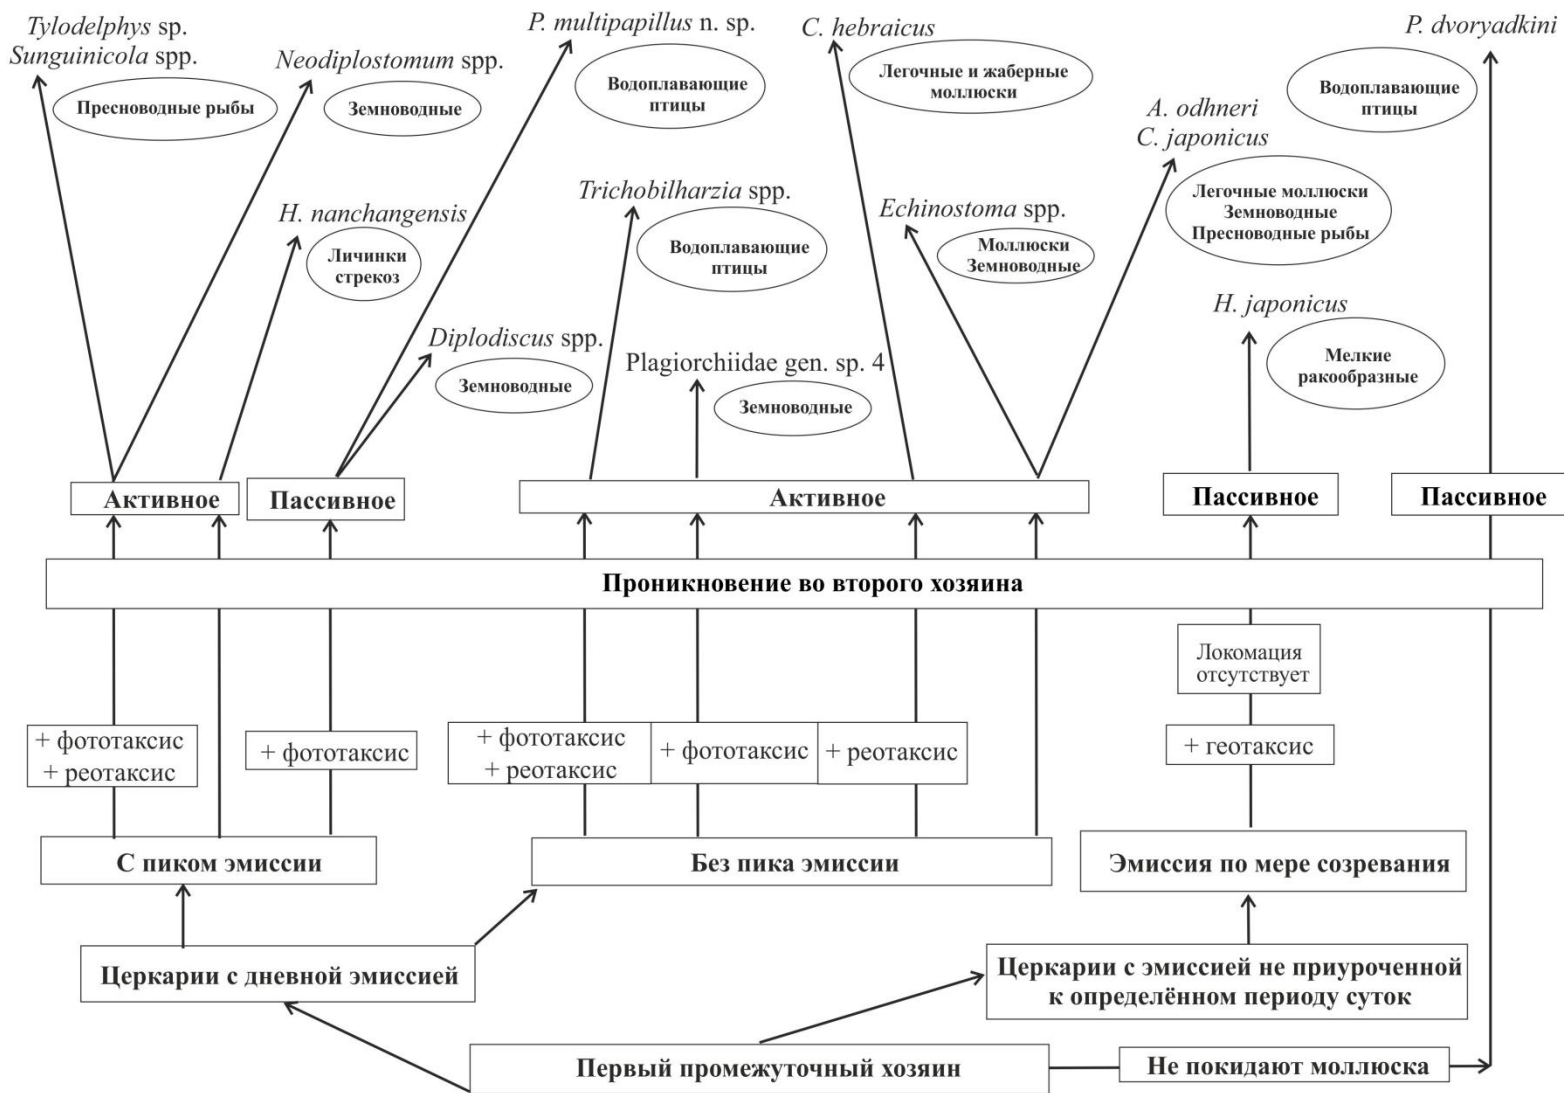 Tylodelphys sp.
Sunguinicola spp.
Пресноводные рыбы
Neodiplostomum spp.
Земноводные
P. multipapillus n. sp.
Водоплавающие
птицы
C. hebraicus
Легочные и жаберные
моллюски
P. dvoryadkini
Водоплавающие
птицы
A. odhneri
C. japonicus
Легочные моллюски
Земноводные
Пресноводные рыбы
H. nanchangensis
Личинки
стрекоз
Trichobilharzia spp.
Водоплавающие
птицы
Echinostoma spp.
Моллюски
Земноводные
H. japonicus
Мелкие
ракообразные
Diplodiscus spp.
Земноводные
Plagiorchiidae gen. sp. 4
Земноводные
Активное
Пассивное
Активное
Пассивное
Пассивное
Проникновение во второго хозяина
Локомация
отсутствует
+ фототаксис
+ реотаксис
+ фототаксис
+ фототаксис
+ реотаксис
+ фототаксис
+ реотаксис
+ геотаксис
С пиком эмиссии
Без пика эмиссии
Эмиссия по мере созревания
Церкарии с дневной эмиссией
Церкарии с эмиссией не приуроченной
к определённом периоду суток
Первый промежуточный хозяин
Не покидают моллюска